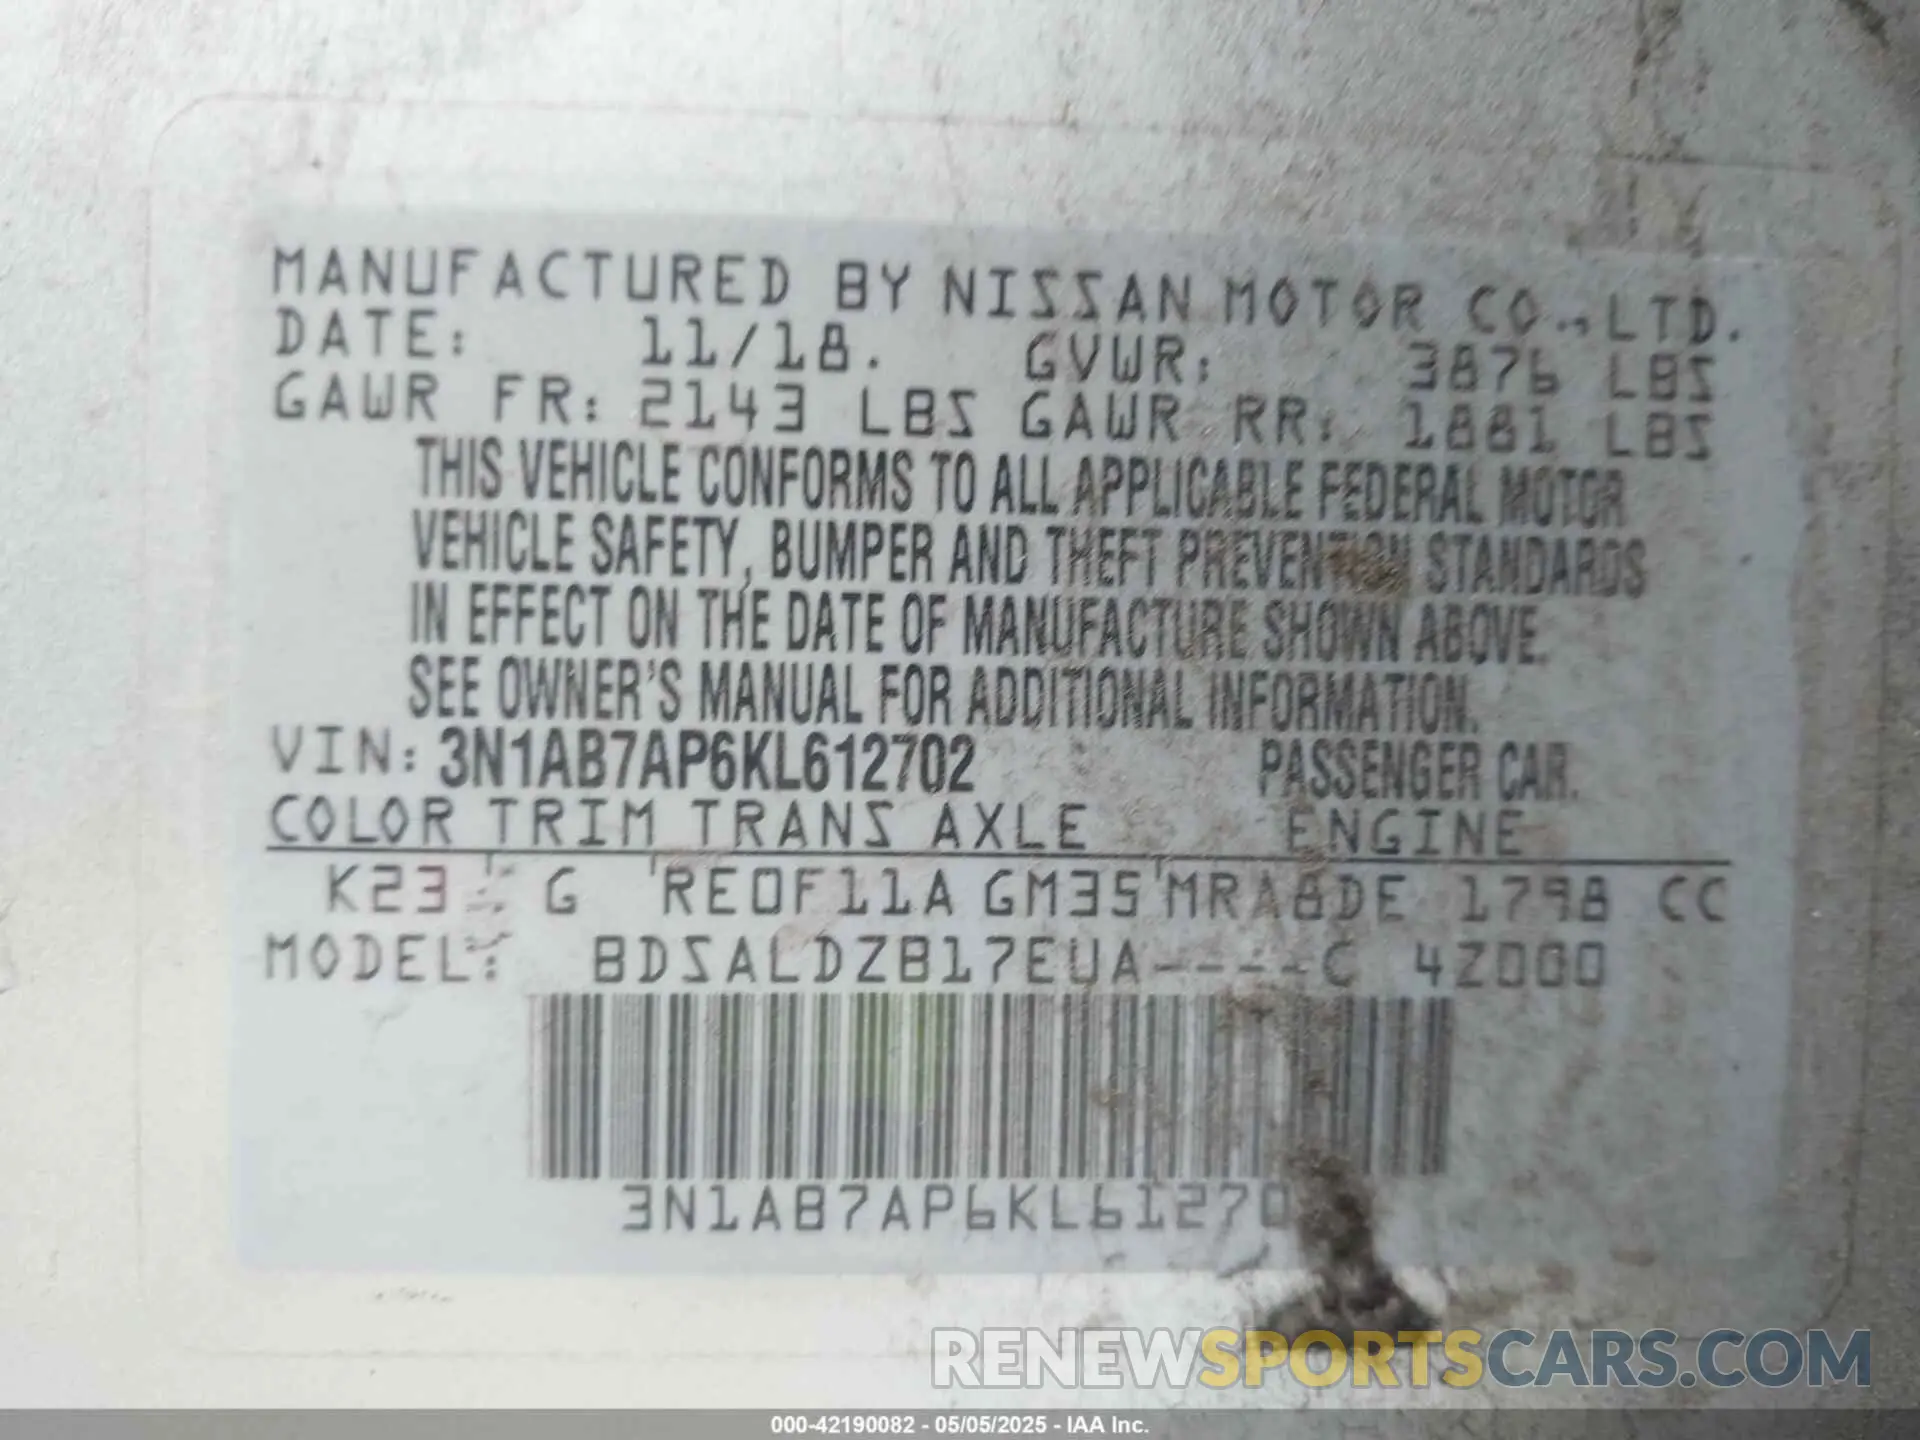 MANUFACTURED BY NISSAN MOTOR CO.,LTD.
DATE: 11/18. GVWR: 3876 LBS
GAWR FR: 2143 LBS GAWR RR: 1881 LBS
THIS VEHICLE CONFORMS TO ALL APPLICABLE FEDERAL MOTOR
VEHICLE SAFETY, BUMPER AND THEFT PREVENTION STANDARDS
IN EFFECT ON THE DATE OF MANUFACTURE SHOWN ABOVE.
SEE OWNER'S MANUAL FOR ADDITIONAL INFORMATION.
VIN: 3N1AB7AP6KL612702 PASSENGER CAR.
COLOR TRIM TRANS AXLE ENGINE
K23 G RE0F11A GM35 MRA8DE 1798 CC
MODEL: BDSALDZB17EUA----C 4Z000
3N1AB7AP6KL61270
RENEWSPORTSCARS.COM
000-42190082 - 05/05/2025 - IAA Inc.